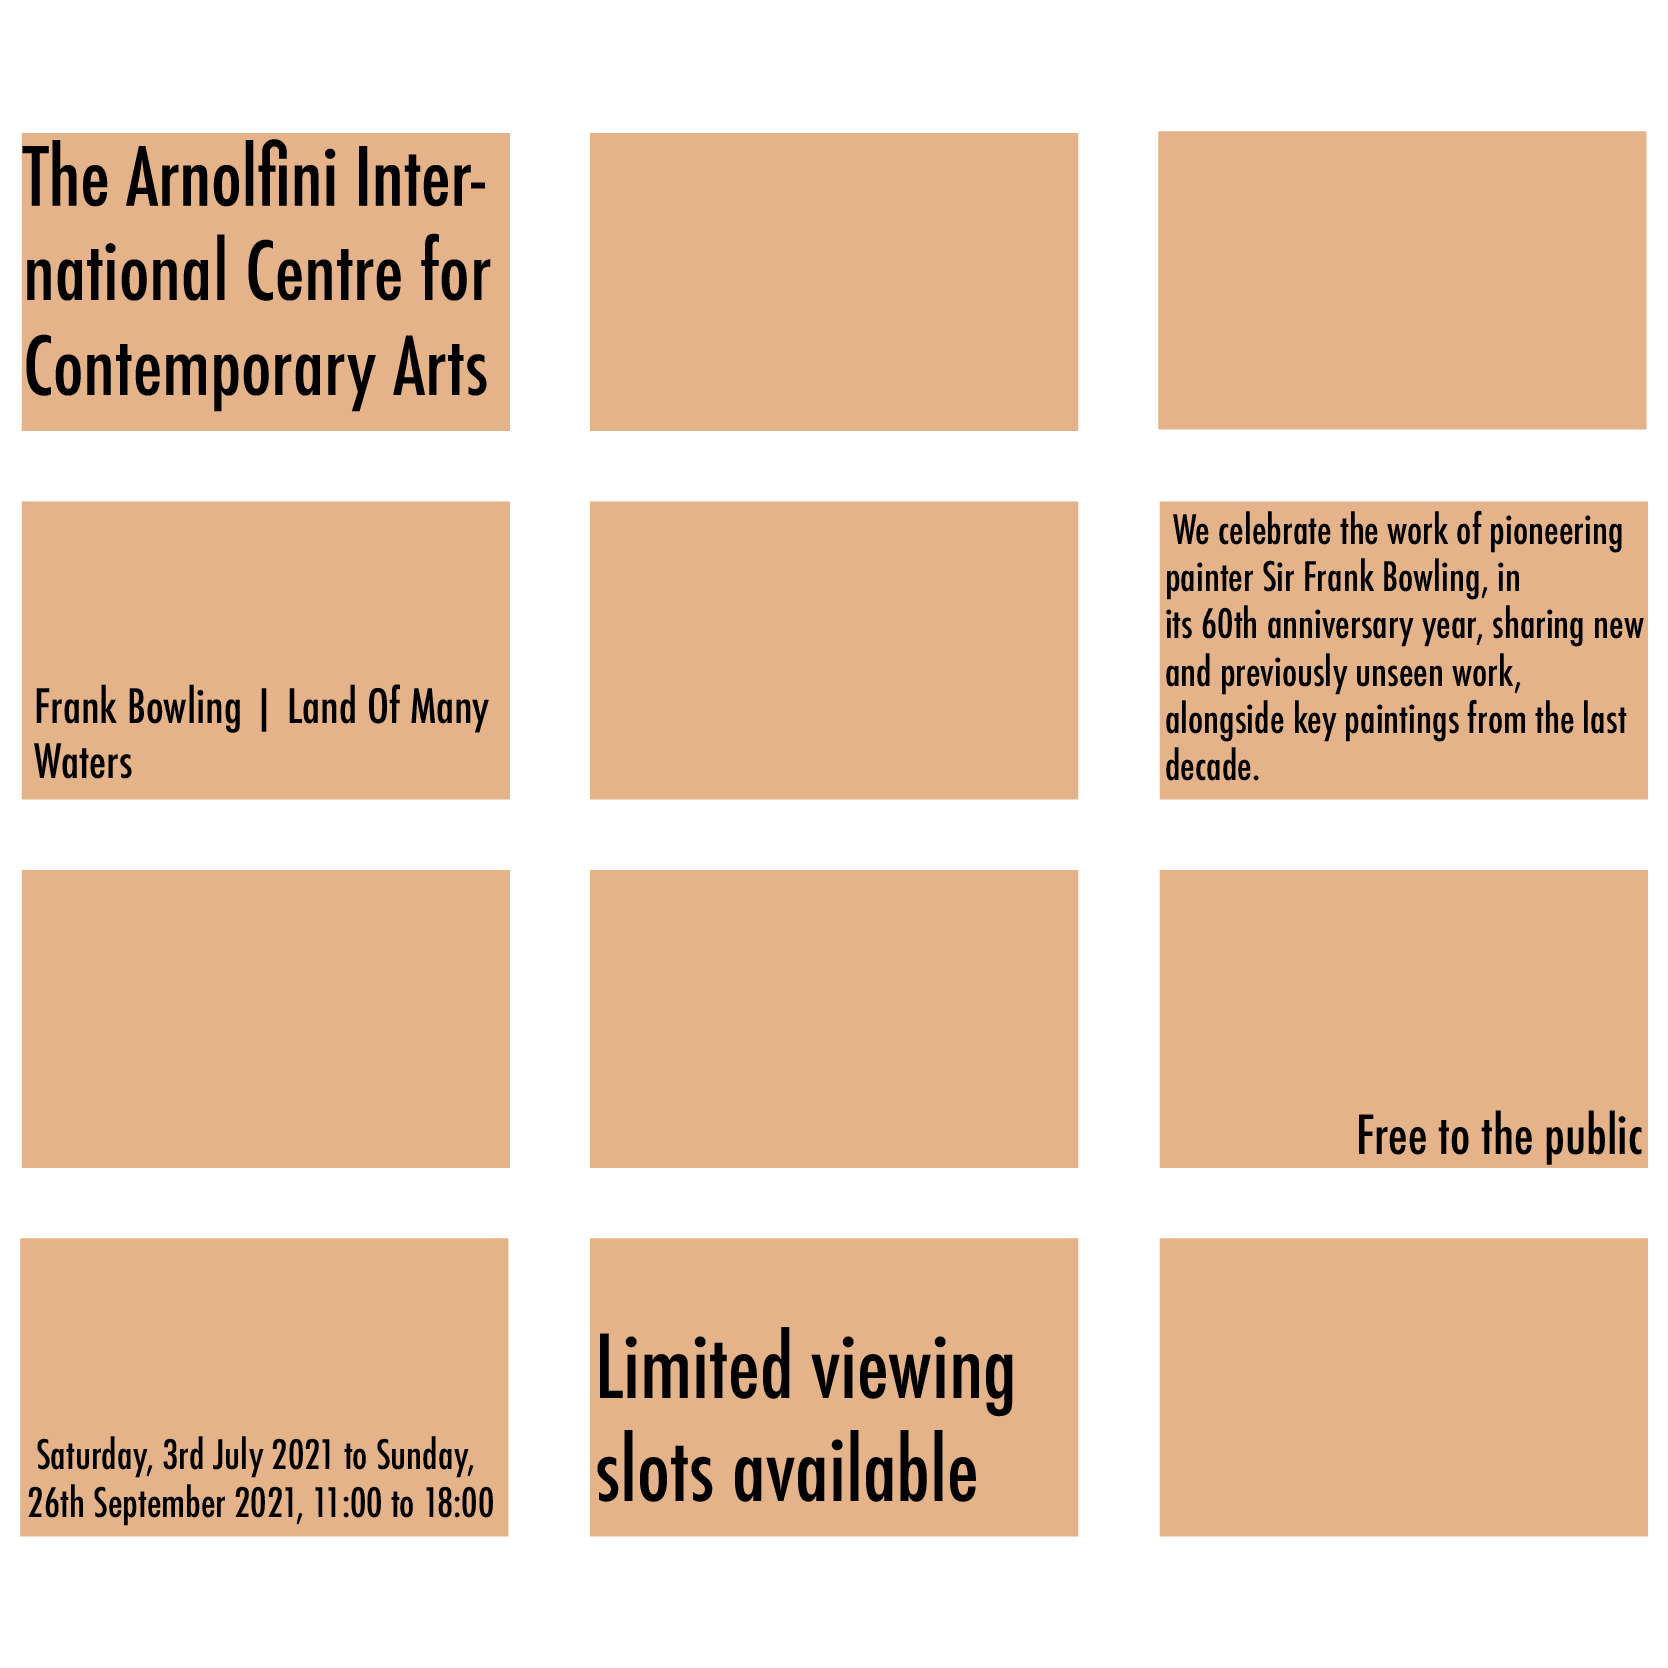 The Arnolfini Inter-
national Centre for
Contemporary Arts
Frank Bowling | Land Of Many
Waters
We celebrate the work of pioneering
painter Sir Frank Bowling, in
its 60th anniversary year, sharing new
and previously unseen work,
alongside key paintings from the last
decade.
Free to the public
Saturday, 3rd July 2021 to Sunday,
26th September 2021, 11:00 to 18:00
Limited viewing
slots available